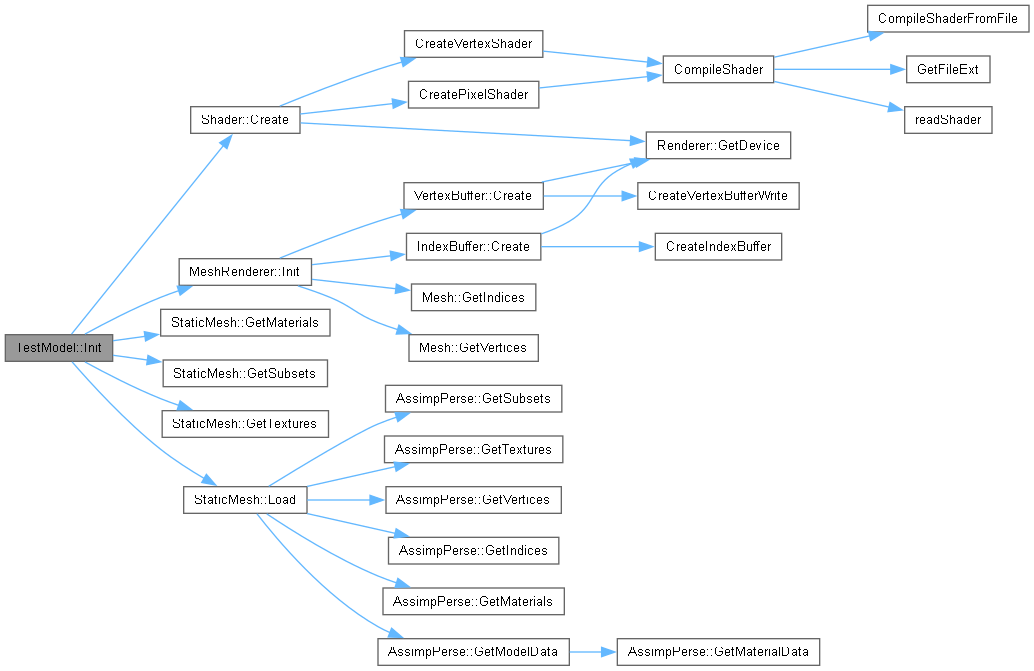 CompileShaderFromFile
CreateVertexShader
CompileShader
GetFileExt
CreatePixelShader
Shader::Create
readShader
Renderer::GetDevice
VertexBuffer::Create
CreateVertexBufferWrite
IndexBuffer::Create
CreateIndexBuffer
MeshRenderer::Init
Mesh::GetIndices
StaticMesh::GetMaterials
TestModel::Init
Mesh::GetVertices
StaticMesh::GetSubsets
AssimpPerse::GetSubsets
StaticMesh::GetTextures
AssimpPerse::GetTextures
StaticMesh::Load
AssimpPerse::GetVertices
AssimpPerse::GetIndices
AssimpPerse::GetMaterials
AssimpPerse::GetModelData
AssimpPerse::GetMaterialData